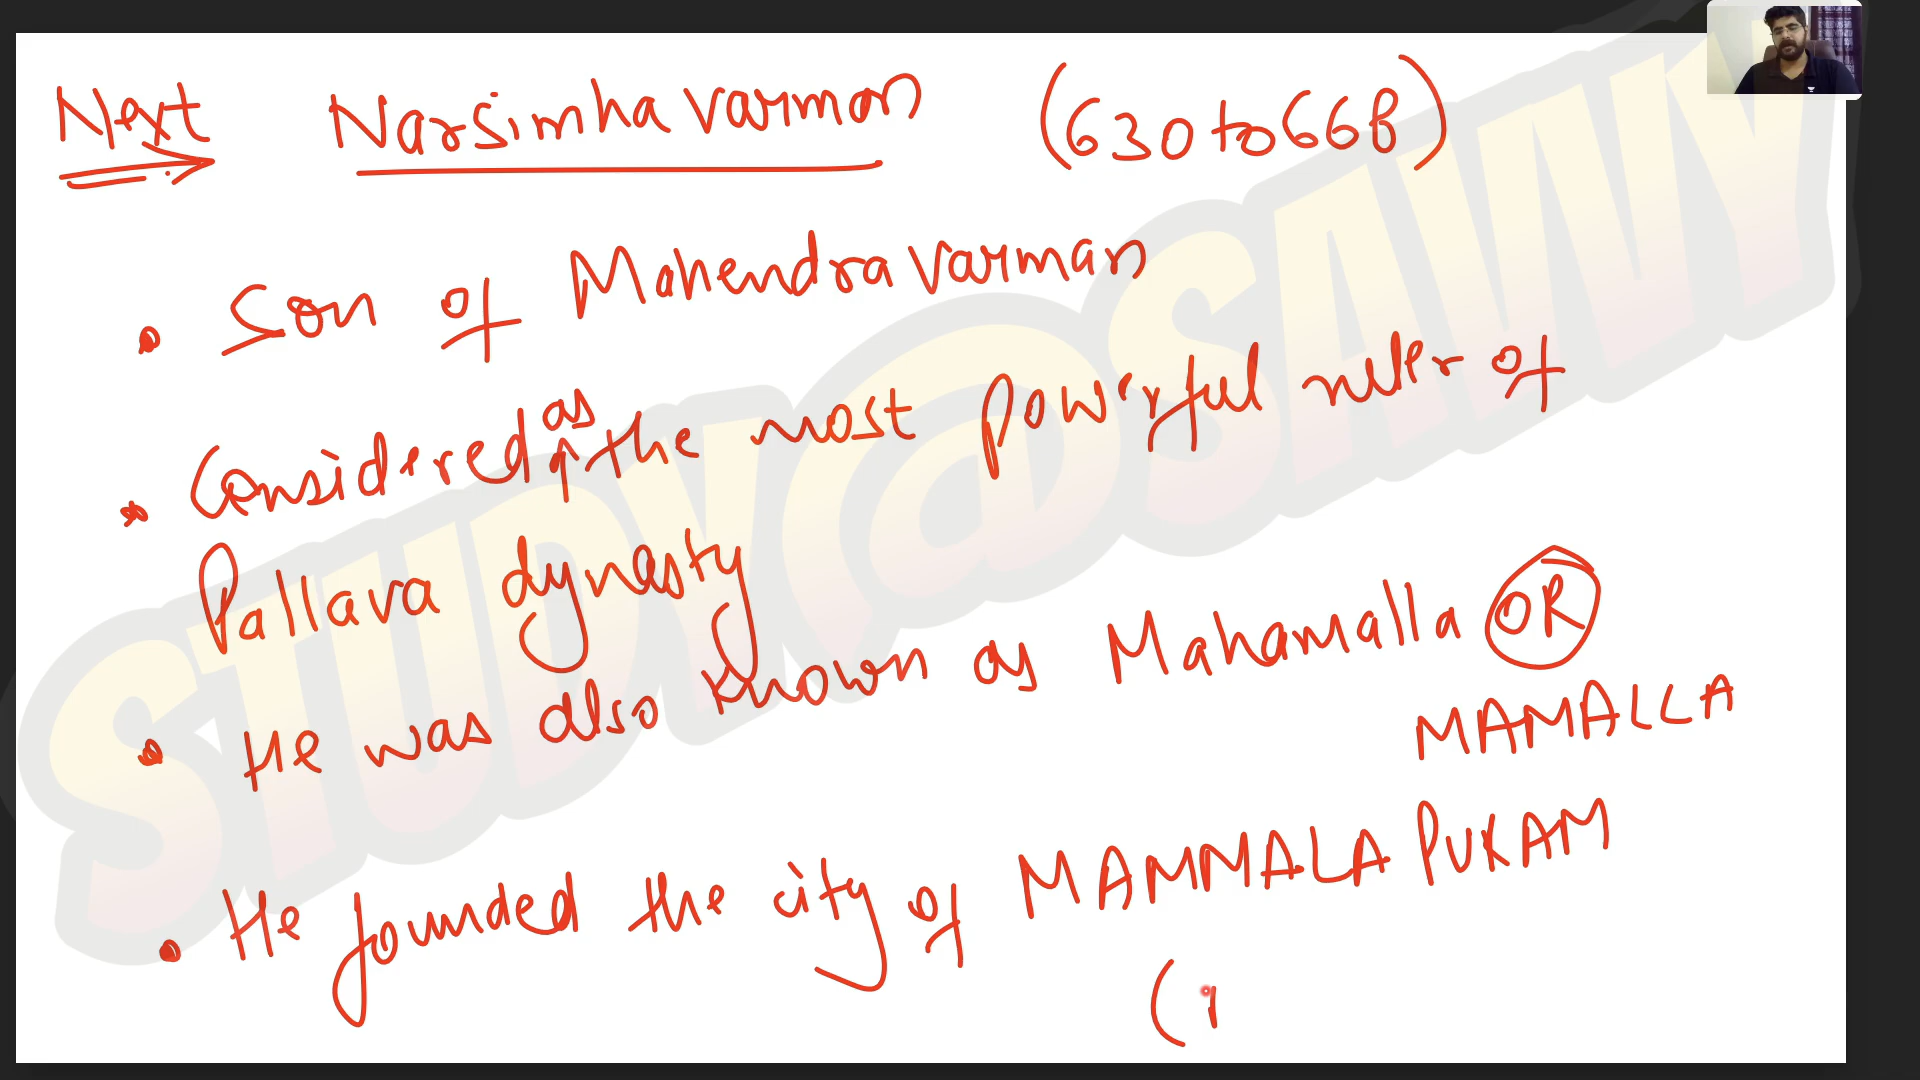 Next Narsimha varman (630 to 668)
• Son of Mahendra varman
as
• Considered the most powerful ruler of
Pallava dynasty
• He was also known as Mahamalla OR
MAMALLA
• He founded the city of MAMMALA PURAM
(
STUDY@SAVVY